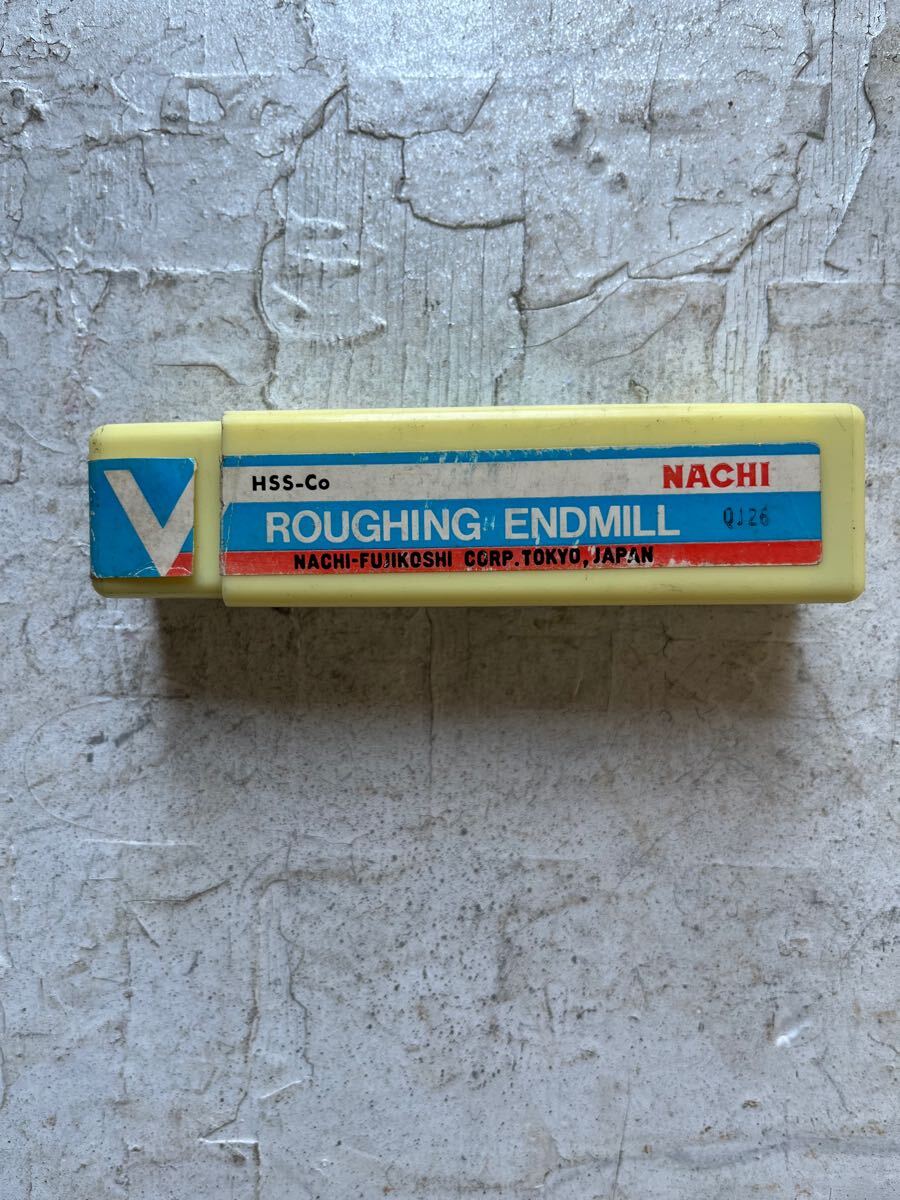 HSS-Co NACHI
ROUGHING ENDMILL QJ26
NACHI-FUJIKOSHI CORP. TOKYO, JAPAN